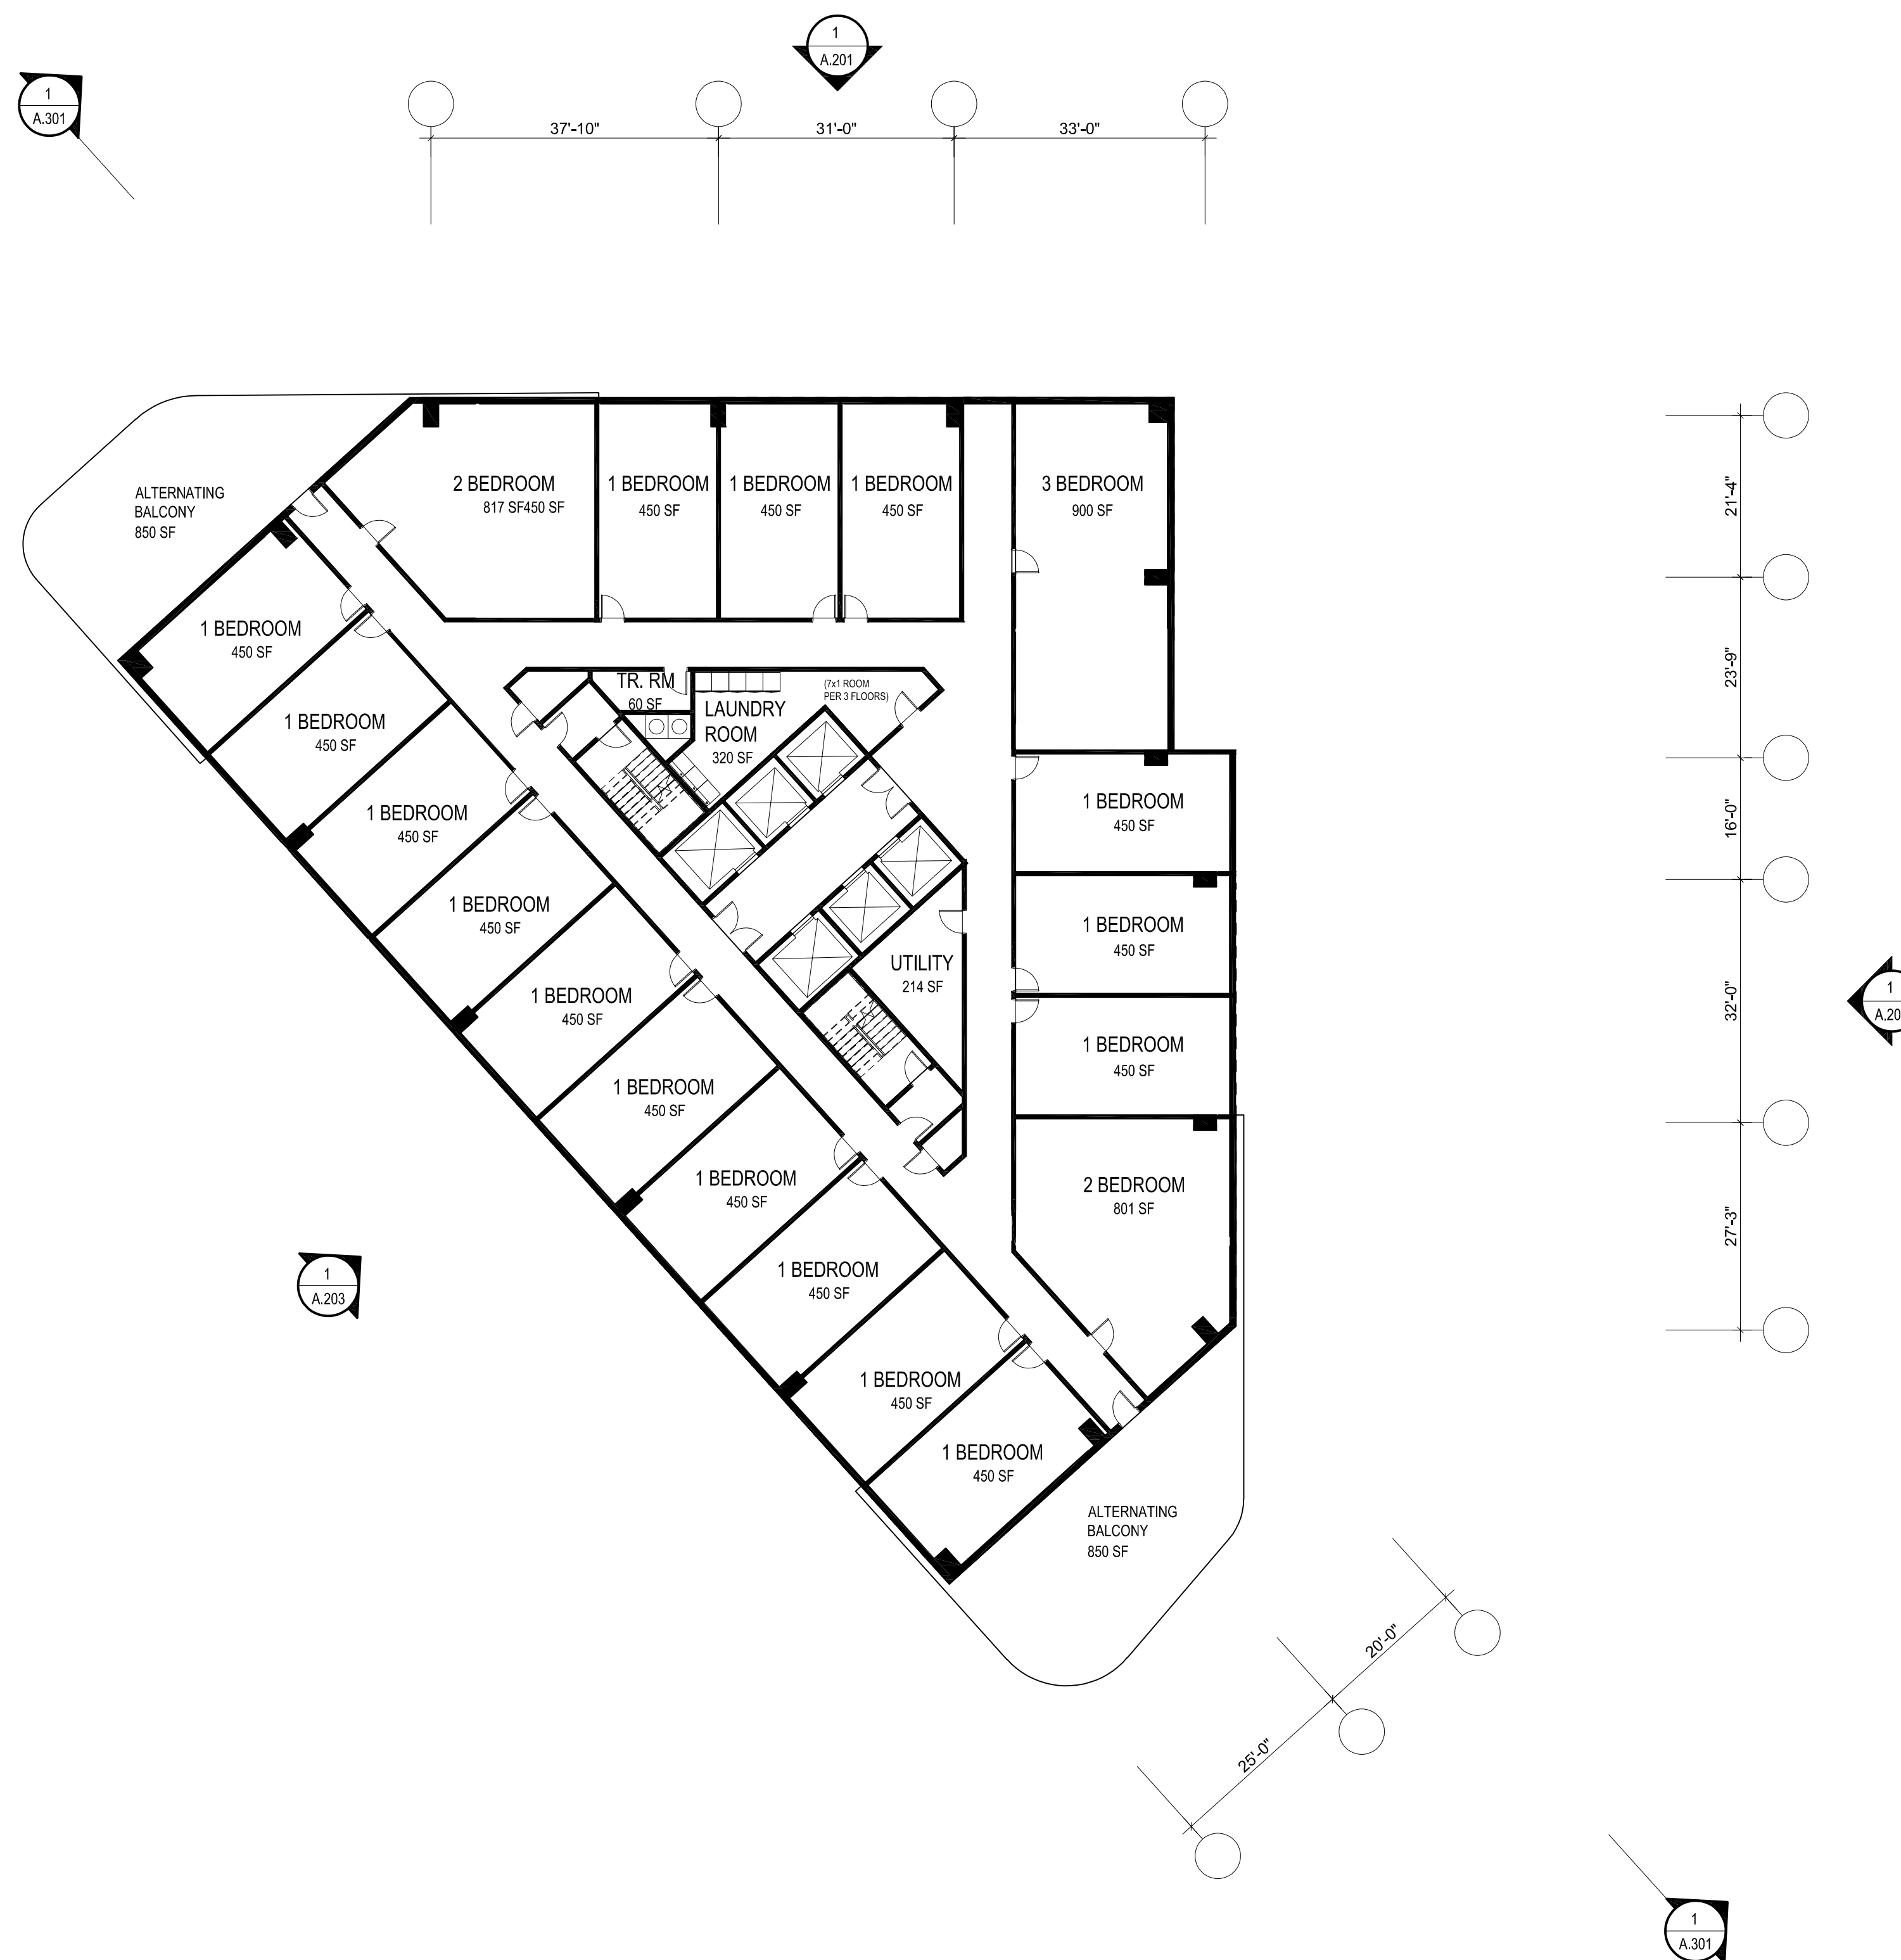 1
A.201
1
A.301
37'-10"
31'-0"
33'-0"
ALTERNATING
BALCONY
850 SF
2 BEDROOM
817 SF450 SF
1 BEDROOM
450 SF
1 BEDROOM
450 SF
1 BEDROOM
450 SF
3 BEDROOM
900 SF
21'-4"
23'-9"
16'-0"
32'-0"
27'-3"
1 BEDROOM
450 SF
TR. RM
60 SF
(7x1 ROOM
PER 3 FLOORS)
LAUNDRY
ROOM
320 SF
1 BEDROOM
450 SF
1 BEDROOM
450 SF
1 BEDROOM
450 SF
1 BEDROOM
450 SF
1 BEDROOM
450 SF
UTILITY
214 SF
1 BEDROOM
450 SF
1
A.20
1 BEDROOM
450 SF
1 BEDROOM
450 SF
1 BEDROOM
450 SF
2 BEDROOM
801 SF
1 BEDROOM
450 SF
1
A.203
1 BEDROOM
450 SF
1 BEDROOM
450 SF
ALTERNATING
BALCONY
850 SF
20'-0"
25'-0"
1
A.301